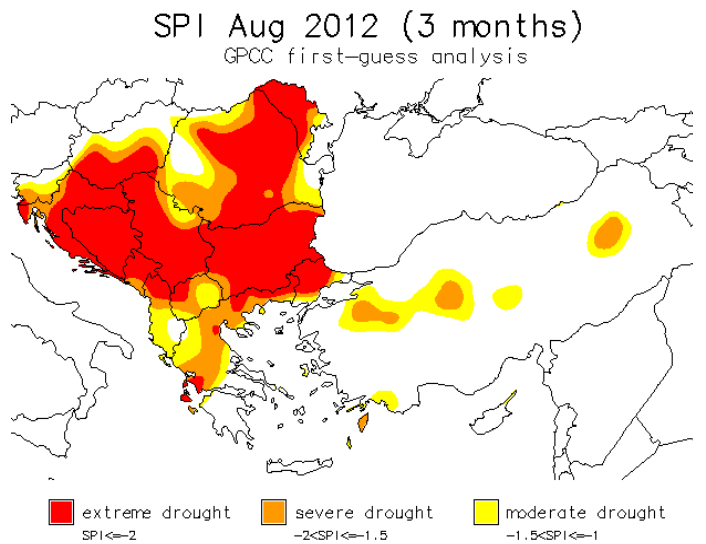 SPI Aug 2012 (3 months)
GPCC first-guess analysis
extreme drought severe drought moderate drought
SPI<=-2 -2<SPI<=-1.5 -1.5<SPI<=-1